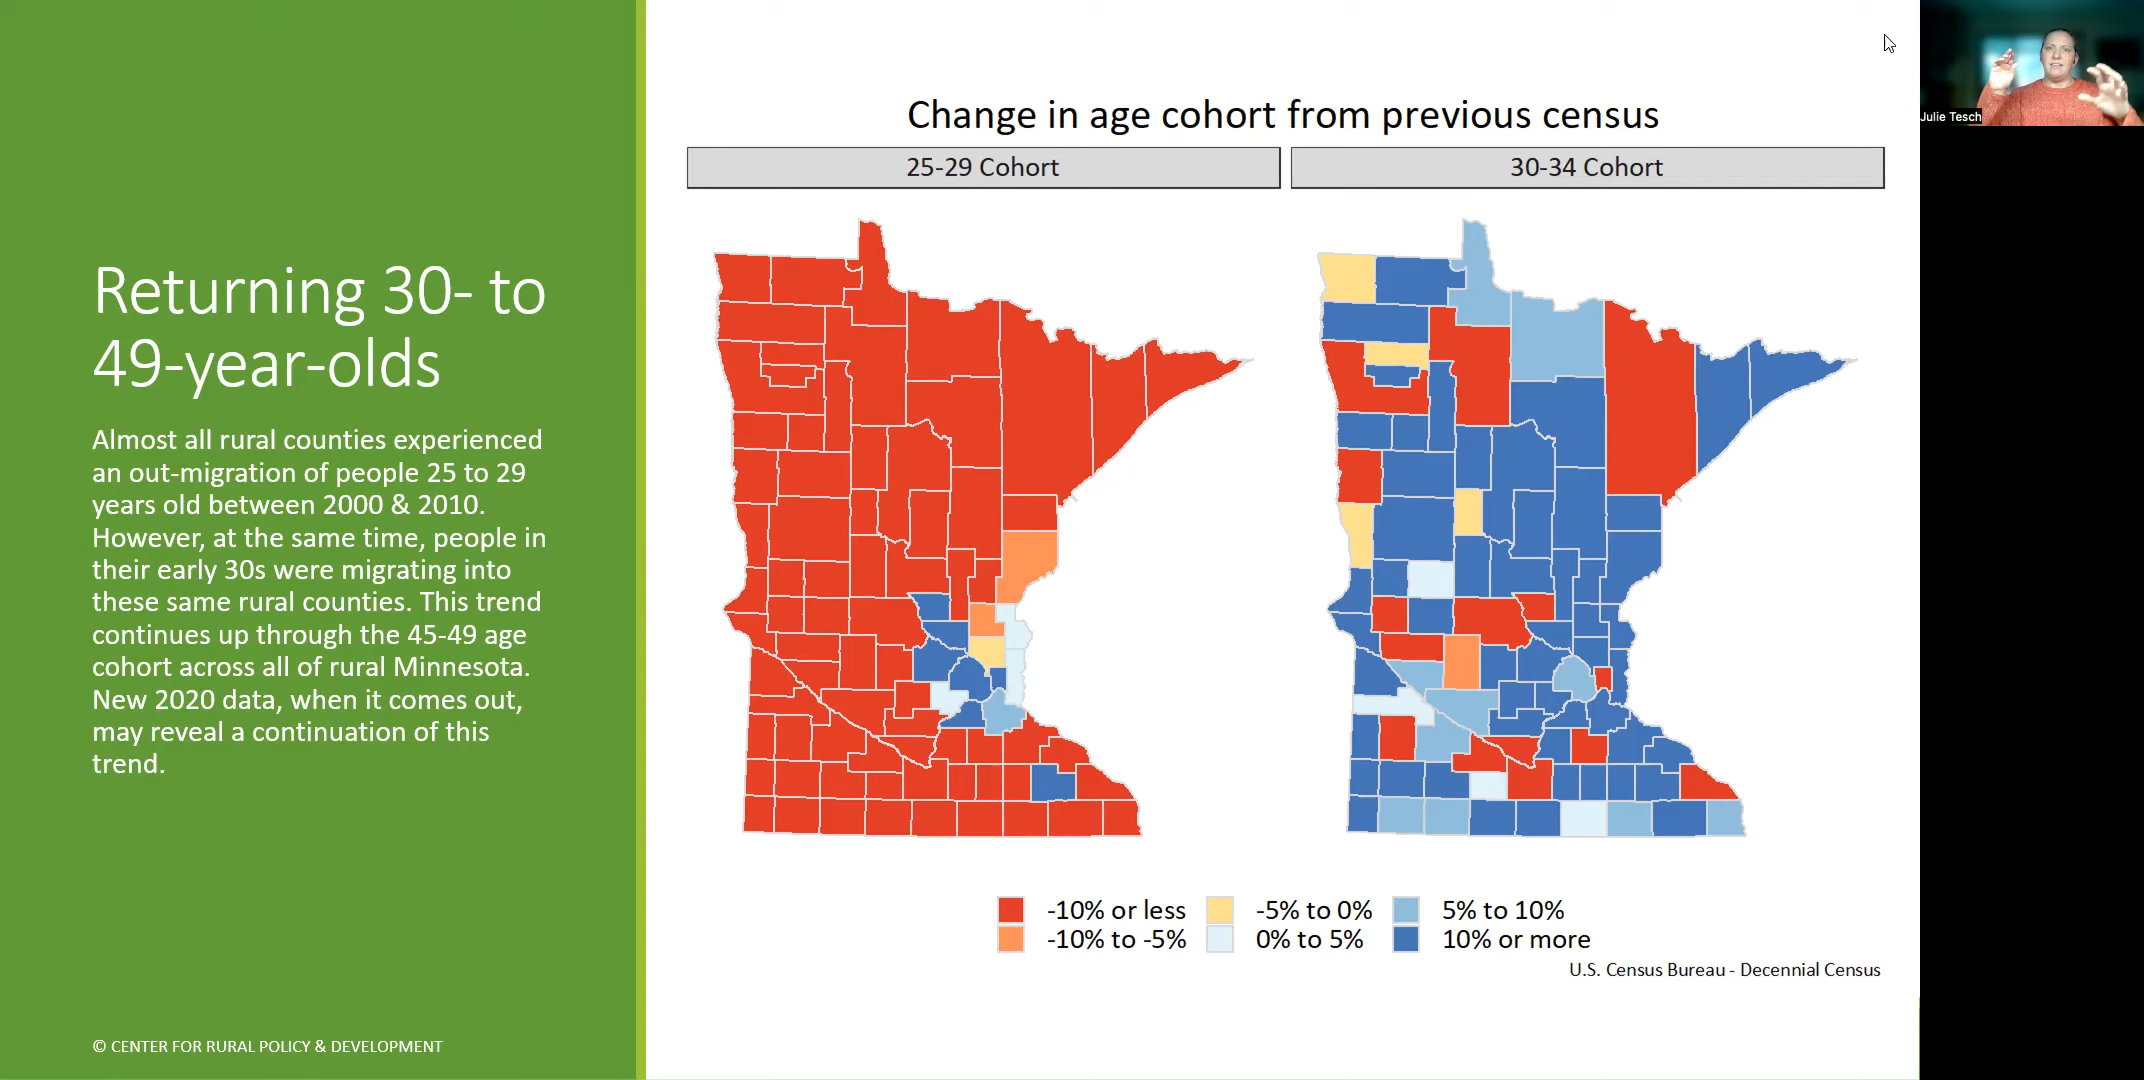 Returning 30- to
49-year-olds
Almost all rural counties experienced
an out-migration of people 25 to 29
years old between 2000 & 2010.
However, at the same time, people in
their early 30s were migrating into
these same rural counties. This trend
continues up through the 45-49 age
cohort across all of rural Minnesota.
New 2020 data, when it comes out,
may reveal a continuation of this
trend.
© CENTER FOR RURAL POLICY & DEVELOPMENT
Change in age cohort from previous census
25-29 Cohort
30-34 Cohort
-10% or less
-5% to 0%
5% to 10%
-10% to -5%
0% to 5%
10% or more
U.S. Census Bureau - Decennial Census
Julie Tesch